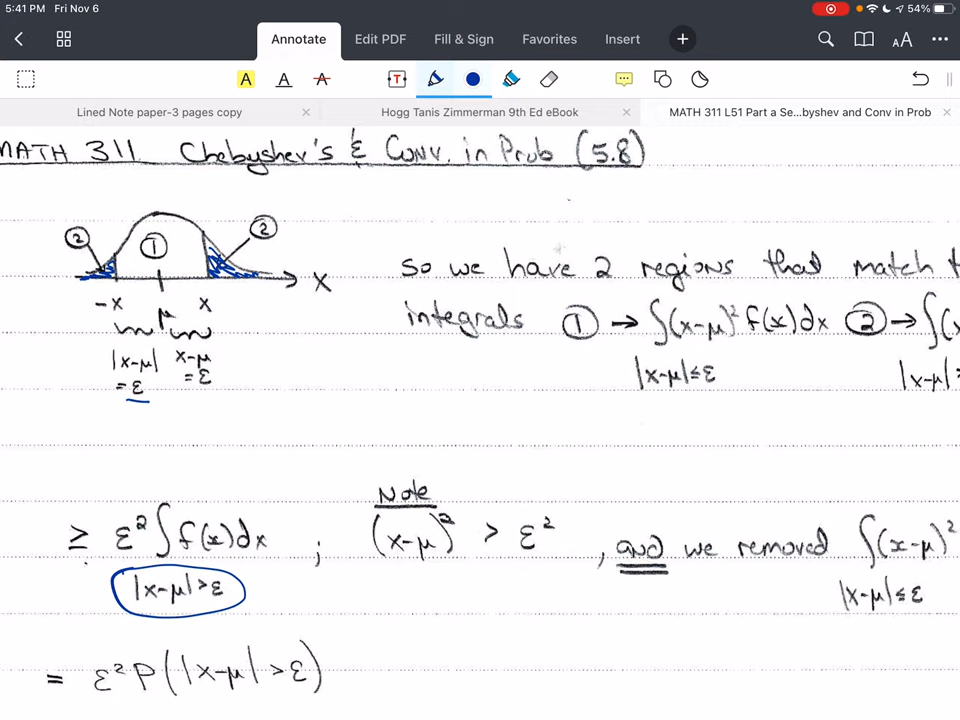 5:41 PM Fri Nov 6 54%
Annotate Edit PDF Fill & Sign Favorites Insert AA
A A A T
Lined Note paper-3 pages copy × Hogg Tanis Zimmerman 9th Ed eBook × MATH 311 L51 Part a Se...byshev and Conv in Prob ×
MATH 311 Chebyshev's & Conv. in Prob (5.8)
② ① ②
-x μ x X
|x-μ| = ε x-μ = ε
So we have 2 regions that match t
integrals ① → ∫(x-μ)² f(x)dx ② → ∫(x
|x-μ|≤ε |x-μ|
Note
≥ ε² ∫ f(x)dx ; (x-μ)² > ε² , and we removed ∫(x-μ)²
|x-μ|>ε |x-μ|≤ε
= ε² P(|x-μ|>ε)